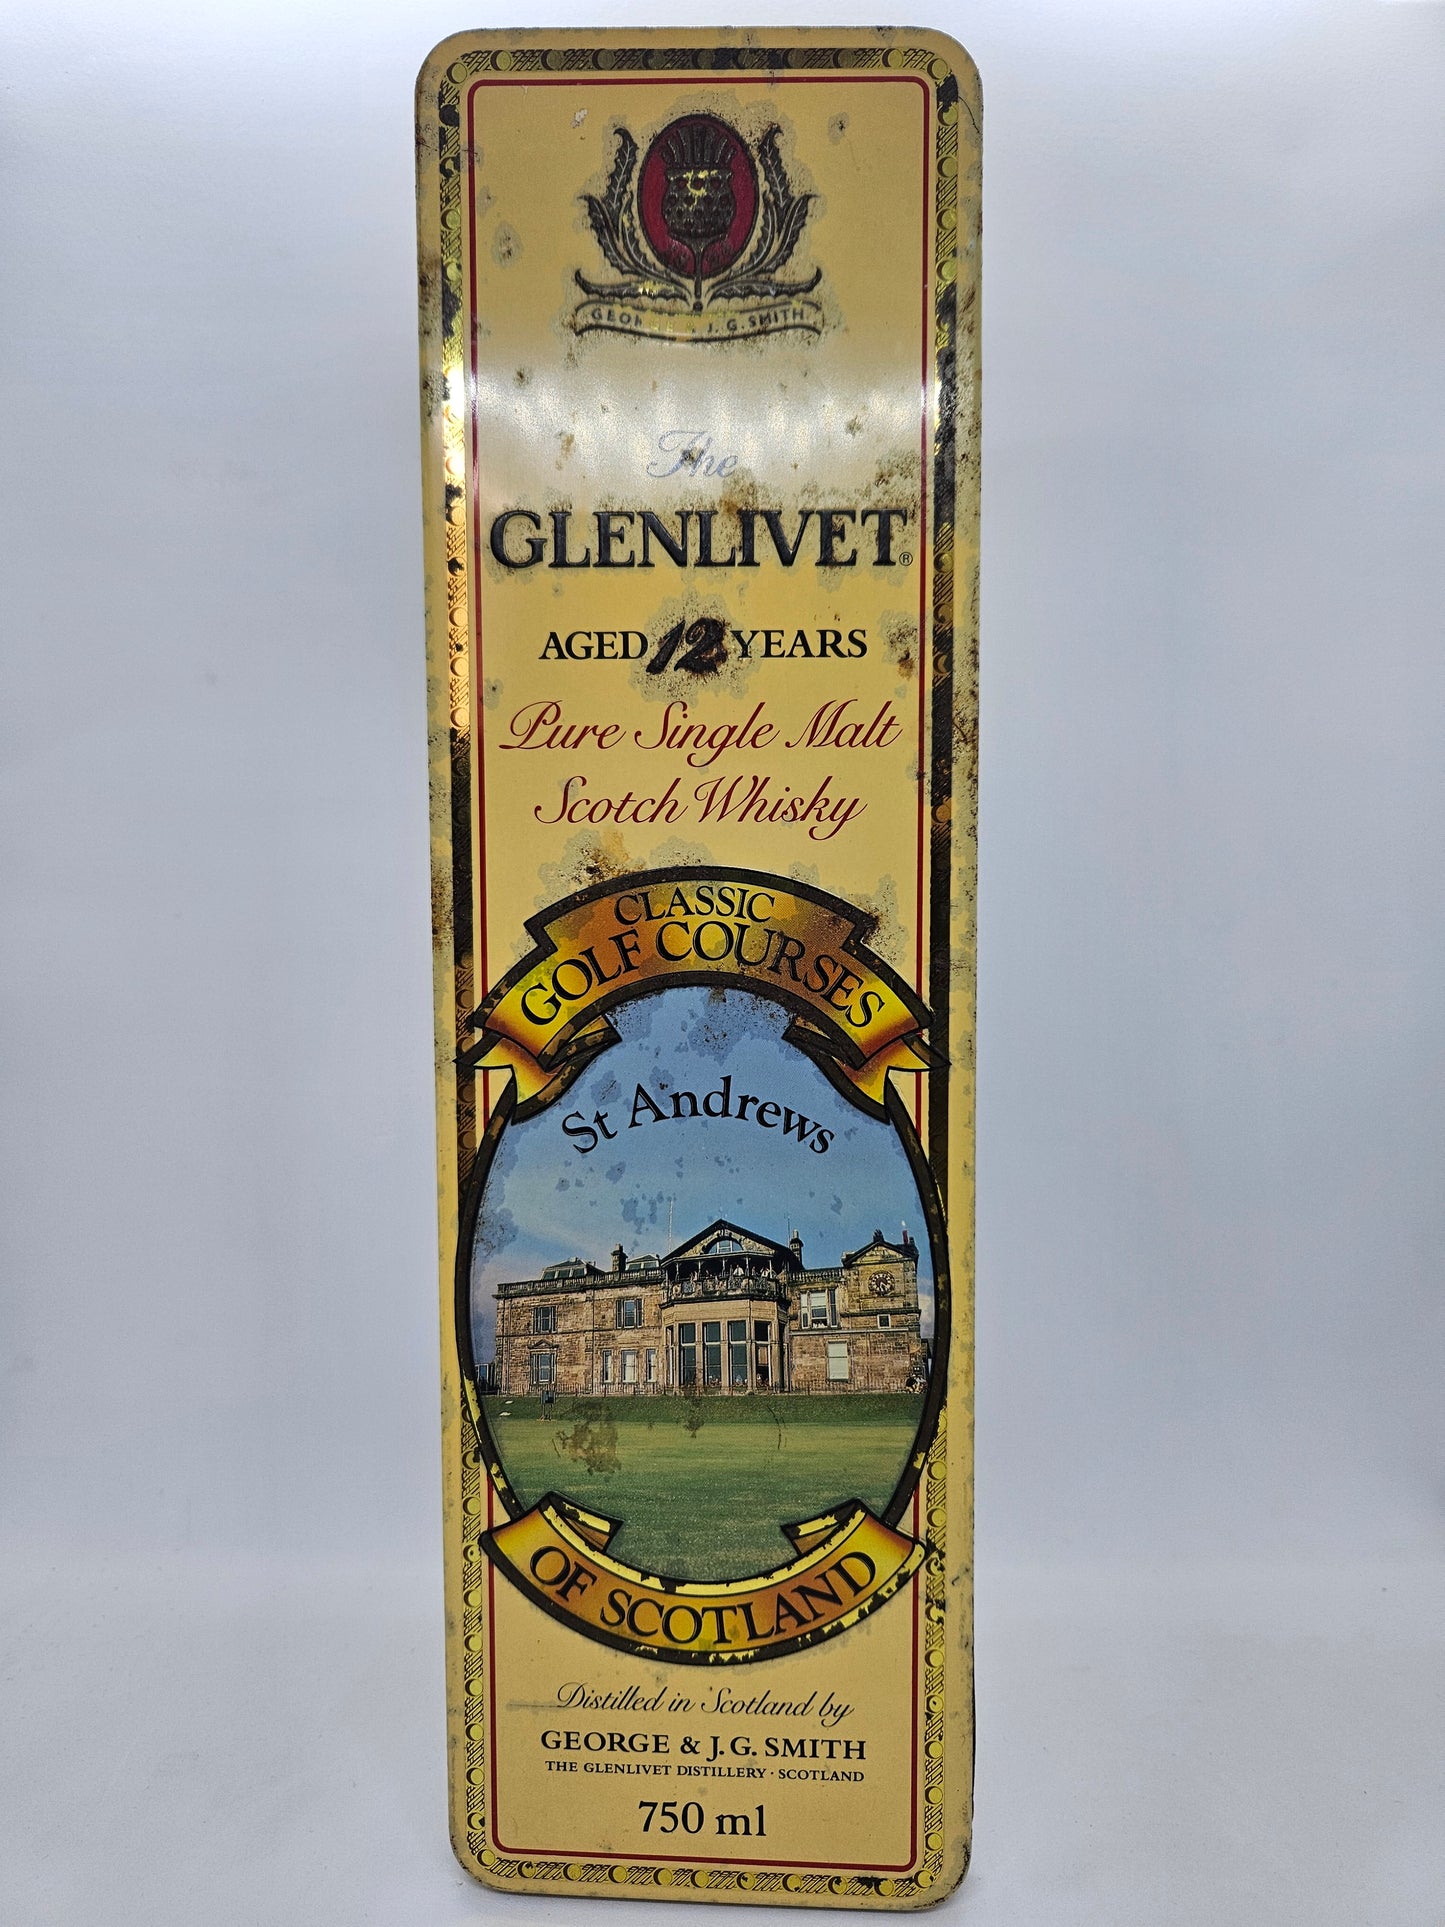 GEOR J. G. SMITH
The
GLENLIVET®
AGED 12 YEARS
Pure Single Malt
Scotch Whisky
CLASSIC
GOLF COURSES
St Andrews
OF SCOTLAND
Distilled in Scotland by
GEORGE & J. G. SMITH
THE GLENLIVET DISTILLERY · SCOTLAND
750 ml